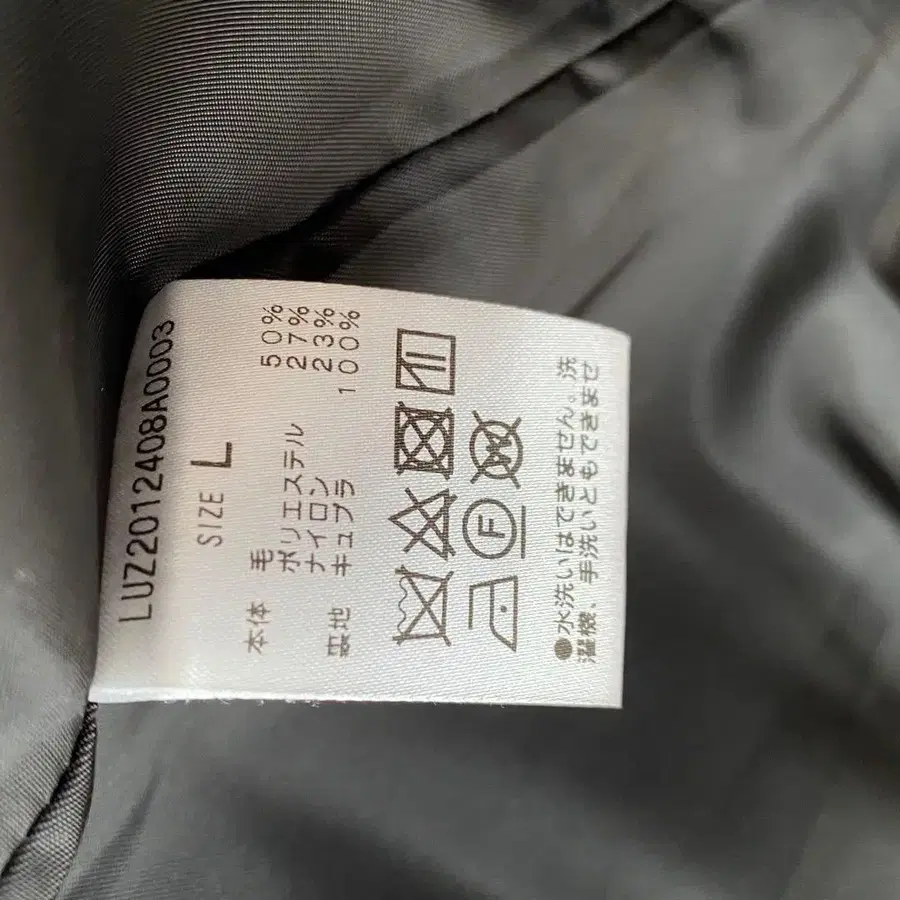 LUZ2012408A0003
SIZE L
本体 毛 50%
ポリエステル 27%
ナイロン 23%
裏地 キュプラ 100%
F
W
●水洗いはできません。洗
濯機、手洗いともできませ